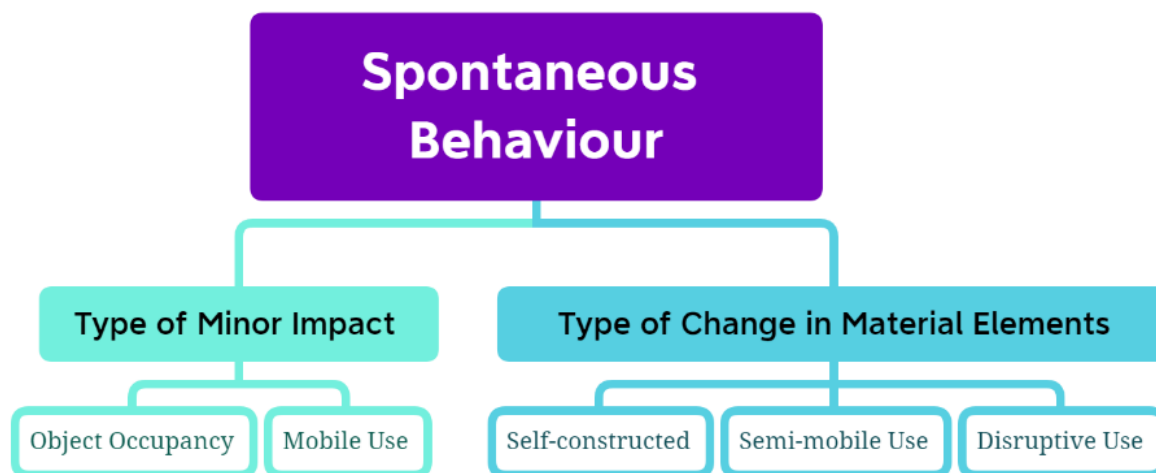 Spontaneous
Behaviour
Type of Minor Impact
Type of Change in Material Elements
Object Occupancy
Mobile Use
Self-constructed
Semi-mobile Use
Disruptive Use